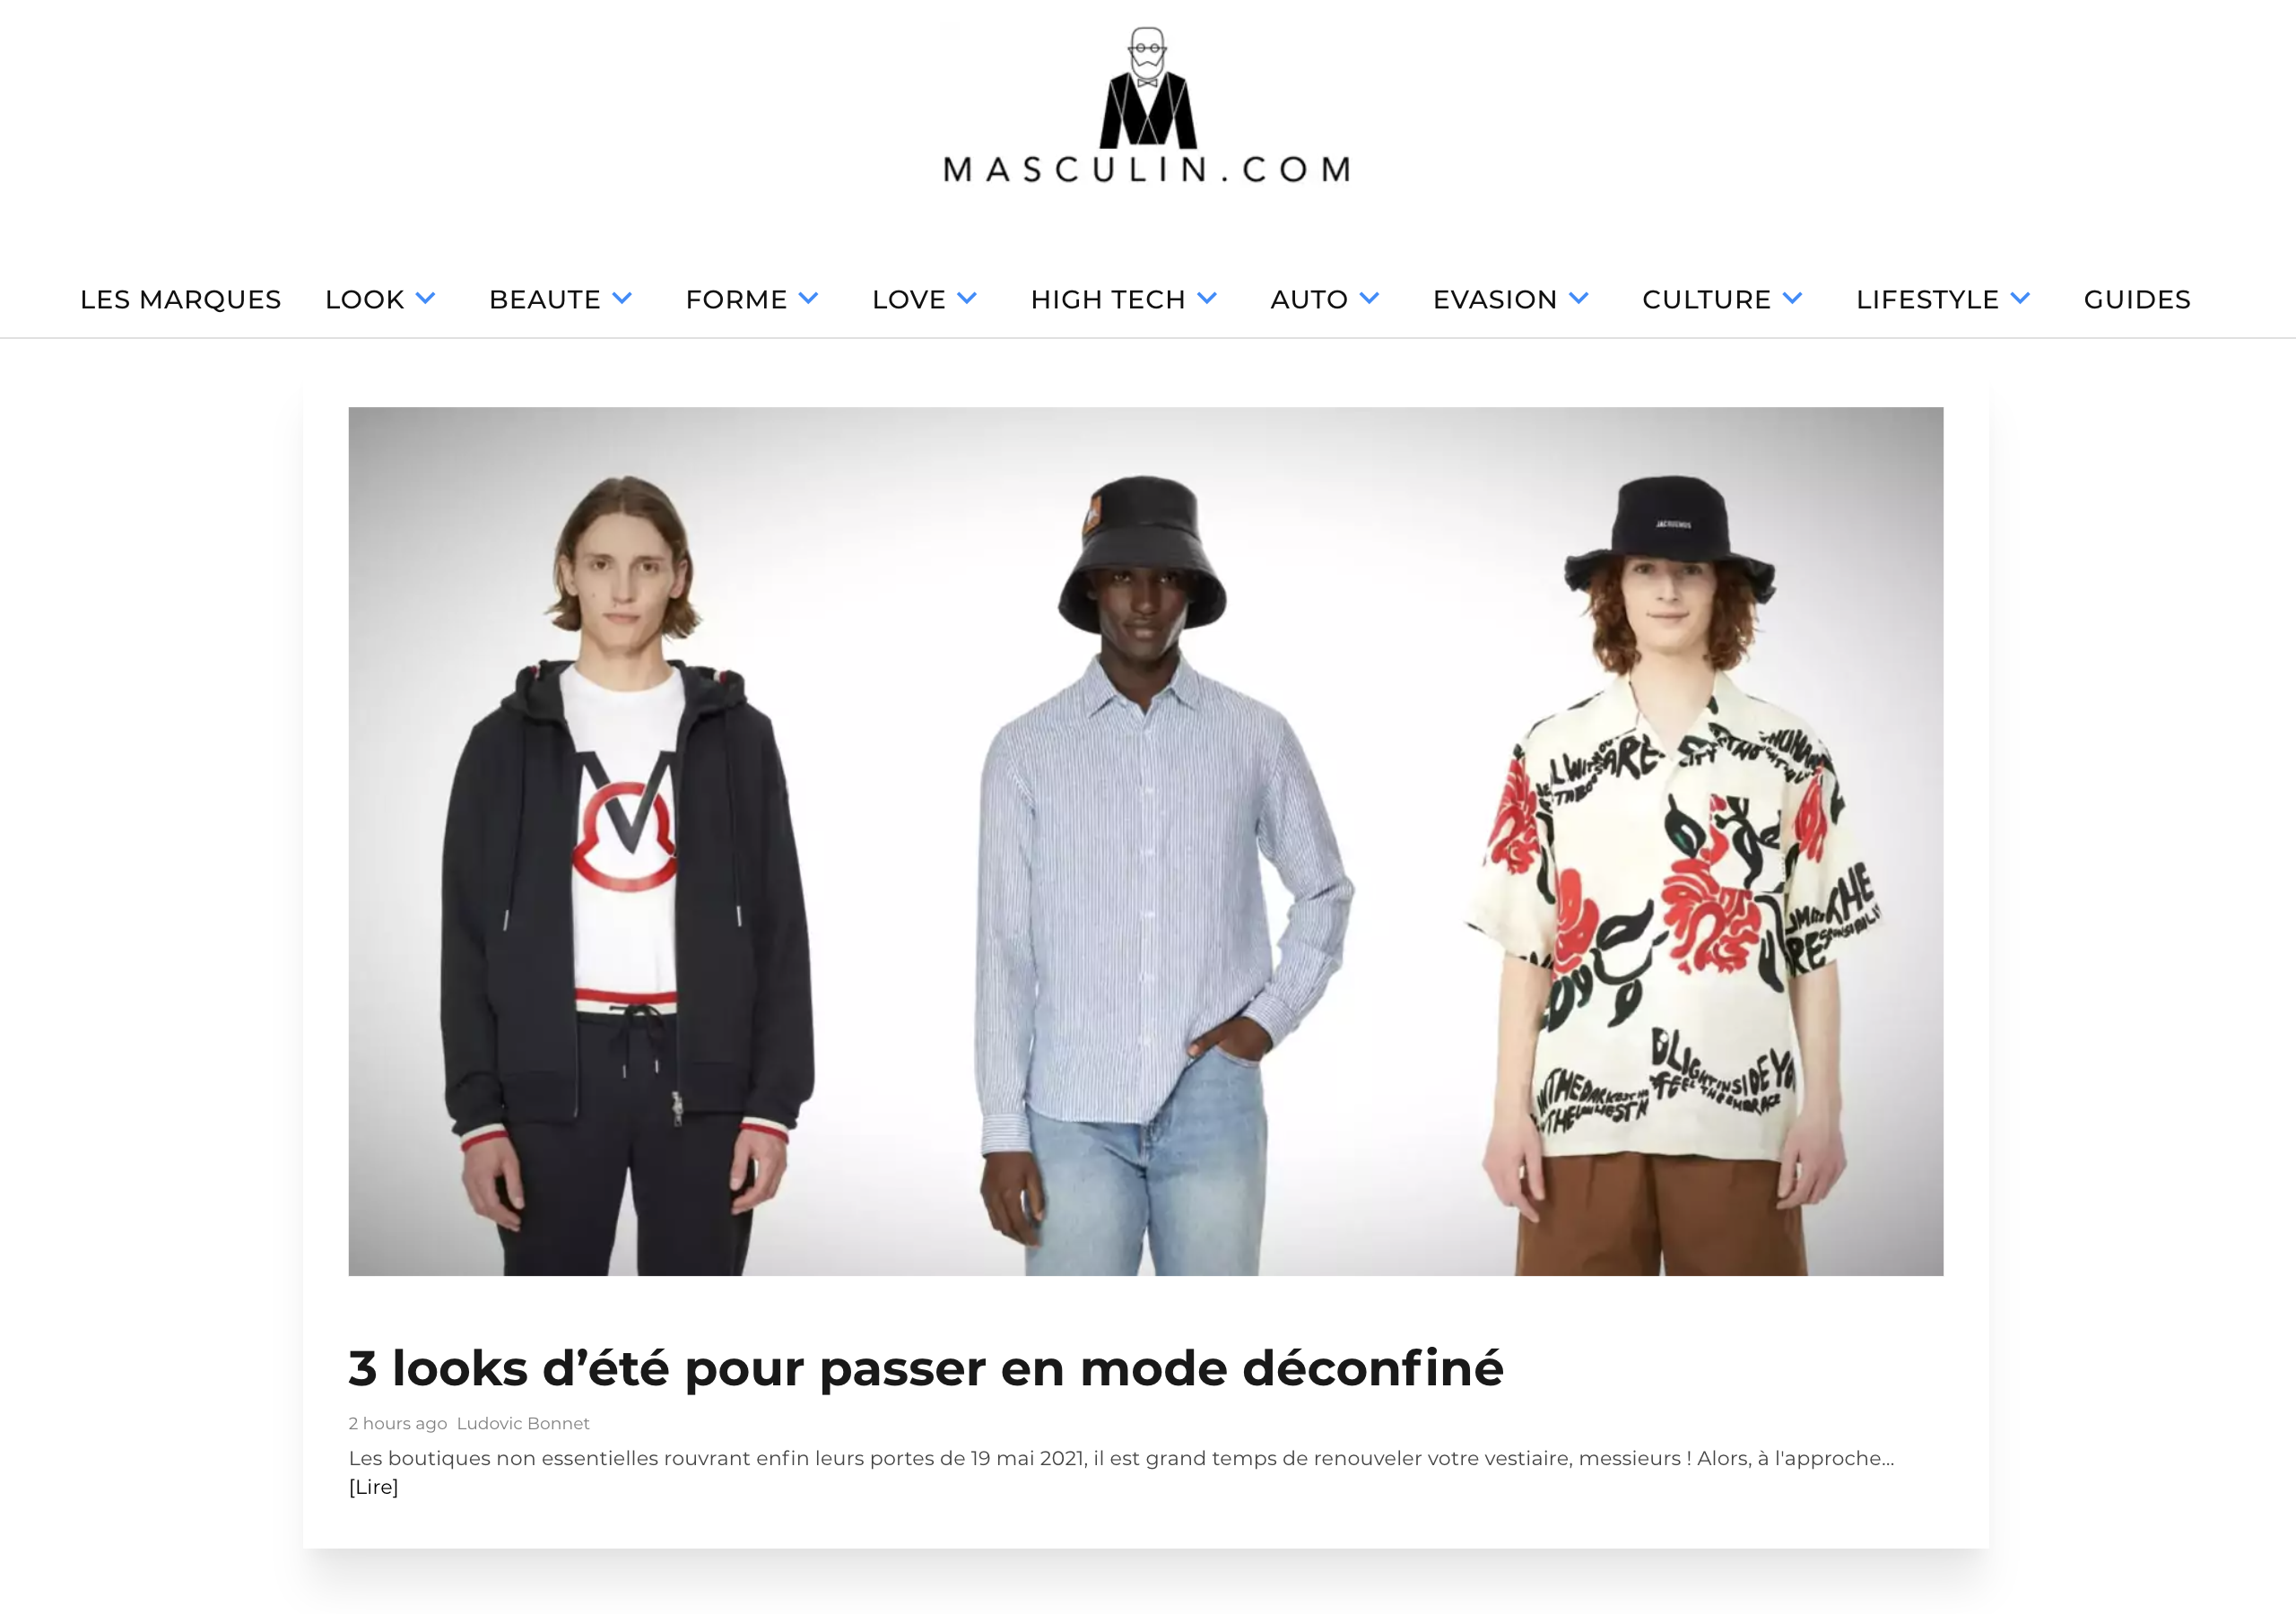 MASCULIN.COM
LES MARQUES LOOK BEAUTE FORME LOVE HIGH TECH AUTO EVASION CULTURE LIFESTYLE GUIDES
JACQUEMUS
3 looks d’été pour passer en mode déconfiné
2 hours ago Ludovic Bonnet
Les boutiques non essentielles rouvrant enfin leurs portes de 19 mai 2021, il est grand temps de renouveler votre vestiaire, messieurs ! Alors, à l'approche...
[Lire]